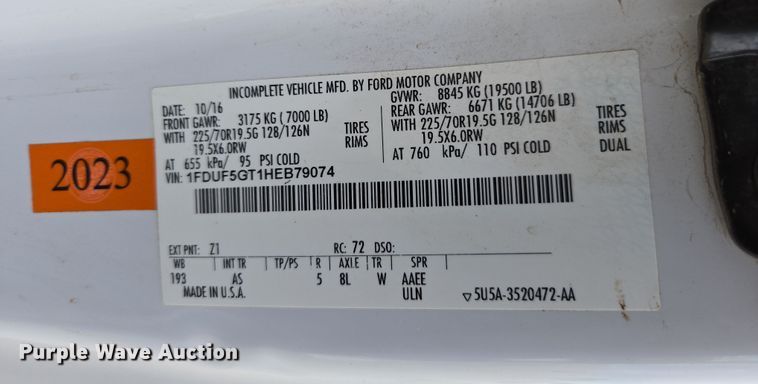 INCOMPLETE VEHICLE MFD. BY FORD MOTOR COMPANY
DATE: 10/16 GVWR: 8845 KG (19500 LB)
FRONT GAWR: 3175 KG ( 7000 LB) REAR GAWR: 6671 KG (14706 LB)
WITH 225/70R19.5G 128/126N TIRES WITH 225/70R19.5G 128/126N TIRES
19.5X6.0RW RIMS 19.5X6.0RW RIMS
AT 655 kPa/ 95 PSI COLD AT 760 kPa/ 110 PSI COLD DUAL
VIN: 1FDUF5GT1HEB79074
2023
EXT PNT: Z1 RC: 72 DSO:
WB INT TR TP/PS R AXLE TR SPR
193 AS 5 8L W AAEE
MADE IN U.S.A. ULN ▽5U5A-3520472-AA
Purple Wave Auction